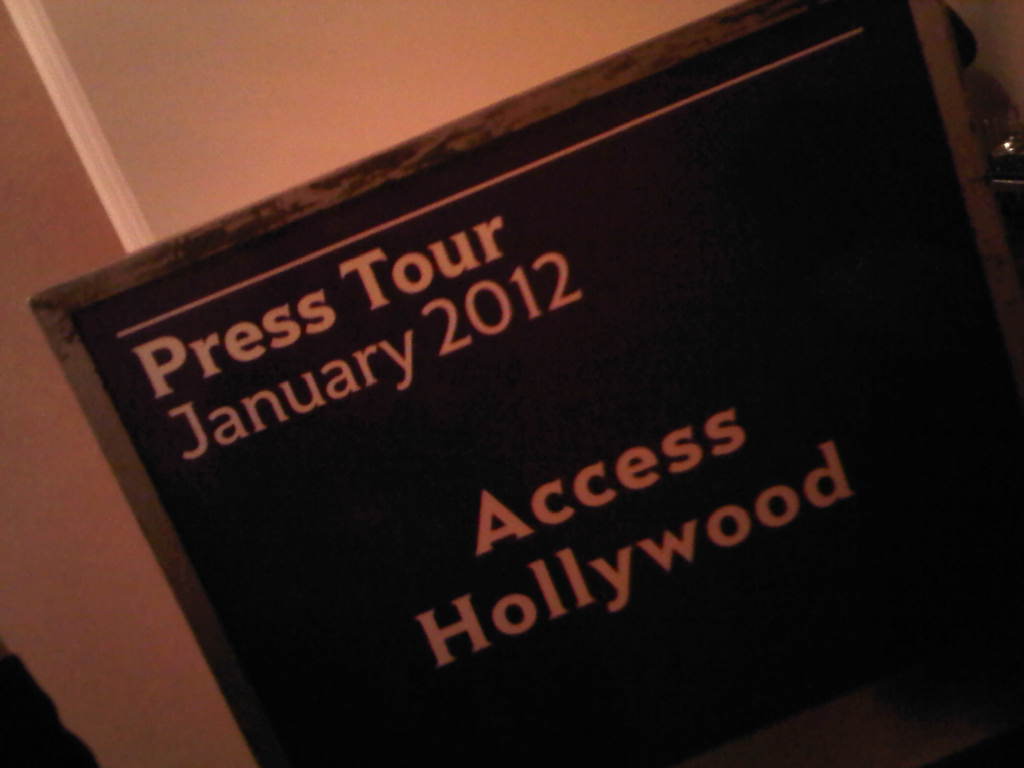 Press Tour
January 2012
Access
Hollywood